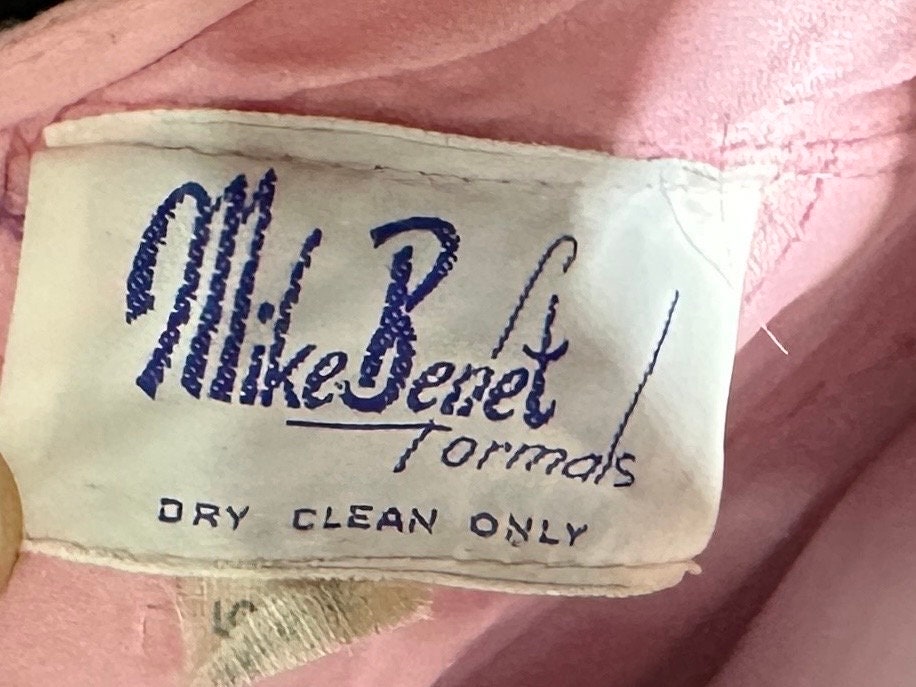 Mike Benet
Formals
DRY CLEAN ONLY